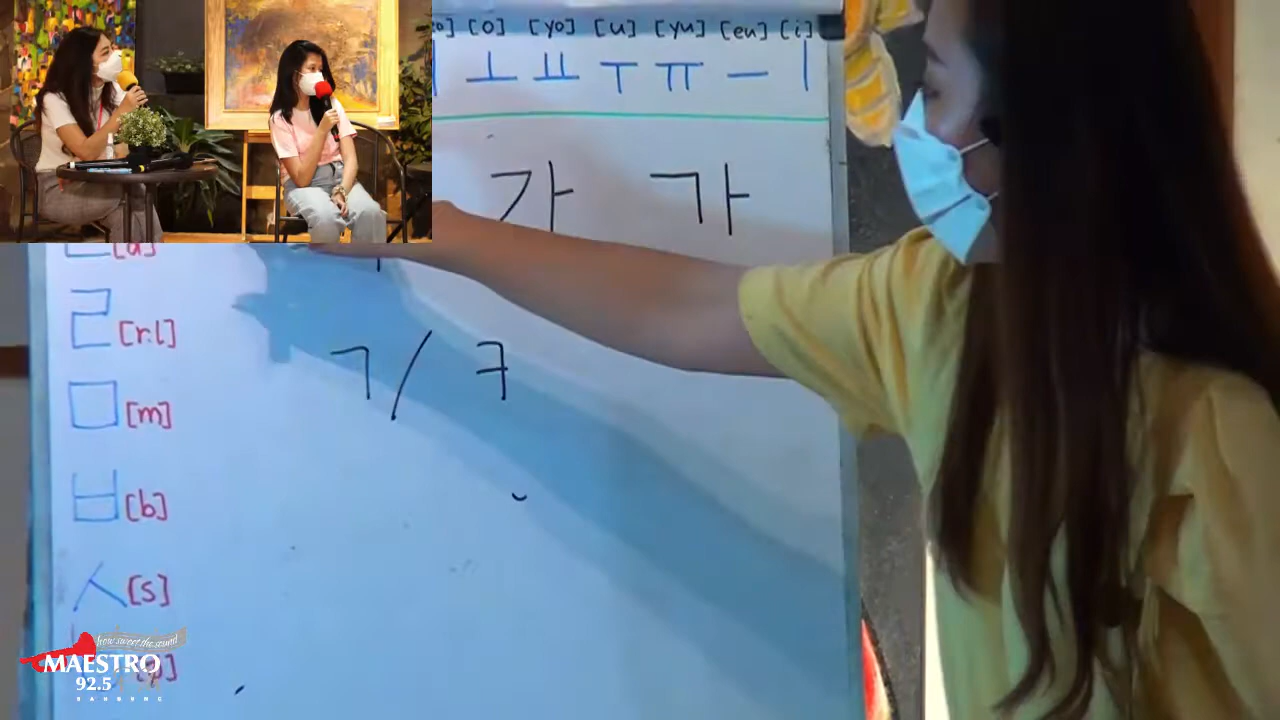 [o] [yo] [u] [yu] [eu] [i]
ㅗ ㅛ ㅜ ㅠ ㅡ ㅣ
가 가
ㄹ [r.l]
ㄱ / ㅋ
ㅁ [m]
ㅂ [b]
ㅅ [s]
how sweet the sound
MAESTRO
92.5
BANDUNG